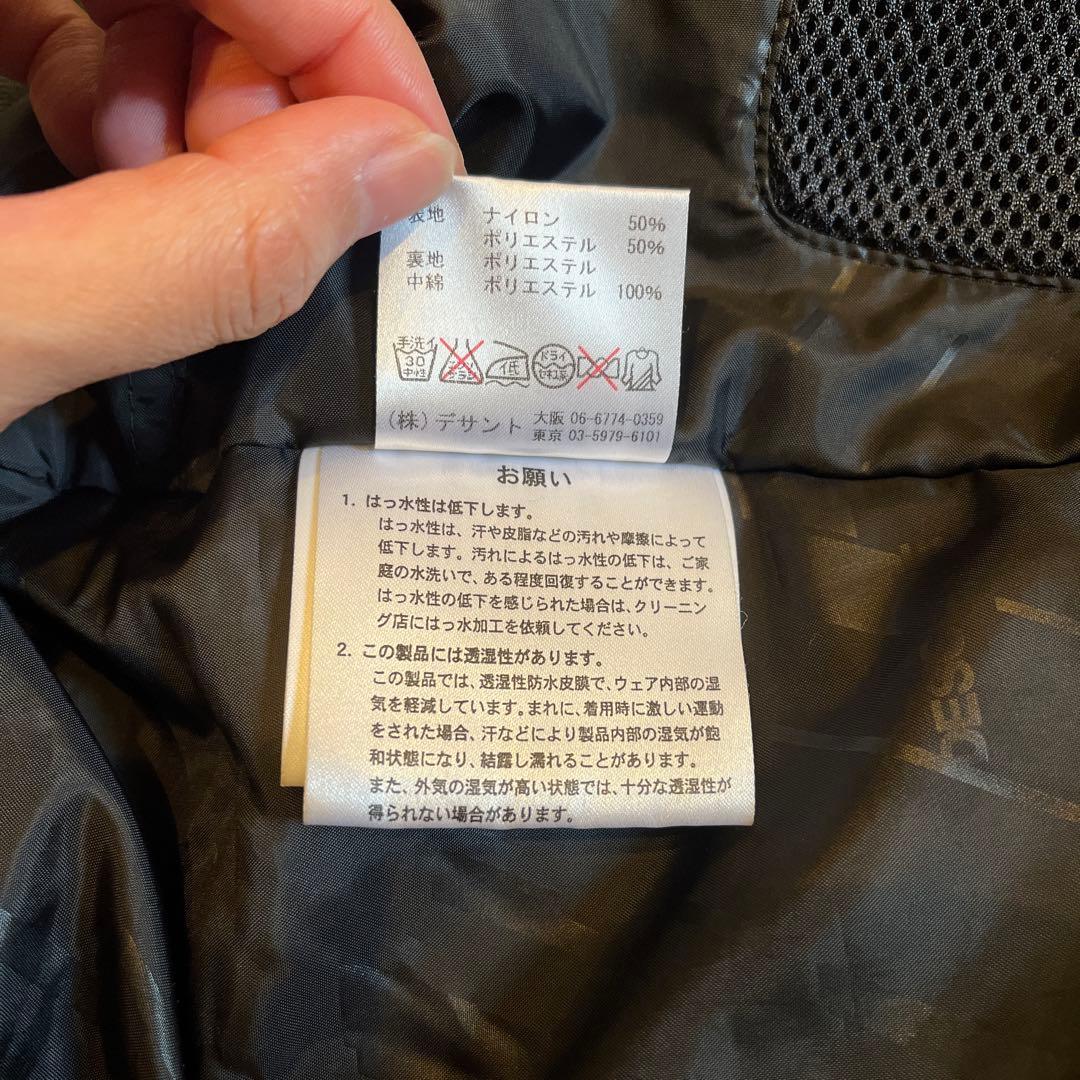 表地 ナイロン 50%
ポリエステル 50%
裏地 ポリエステル
中綿 ポリエステル 100%
手洗イ
30
中性
低
ドライ
セキユ系
(株)デサント 大阪 06-6774-0359
東京 03-5979-6101
お願い
1. はっ水性は低下します。
はっ水性は、汗や皮脂などの汚れや摩擦によって
低下します。汚れによるはっ水性の低下は、ご家
庭の水洗いで、ある程度回復することができます。
はっ水性の低下を感じられた場合は、クリーニン
グ店にはっ水加工を依頼してください。
2. この製品には透湿性があります。
この製品では、透湿性防水皮膜で、ウェア内部の湿
気を軽減しています。まれに、着用時に激しい運動
をされた場合、汗などにより製品内部の湿気が飽
和状態になり、結露し漏れることがあります。
また、外気の湿気が高い状態では、十分な透湿性が
得られない場合があります。